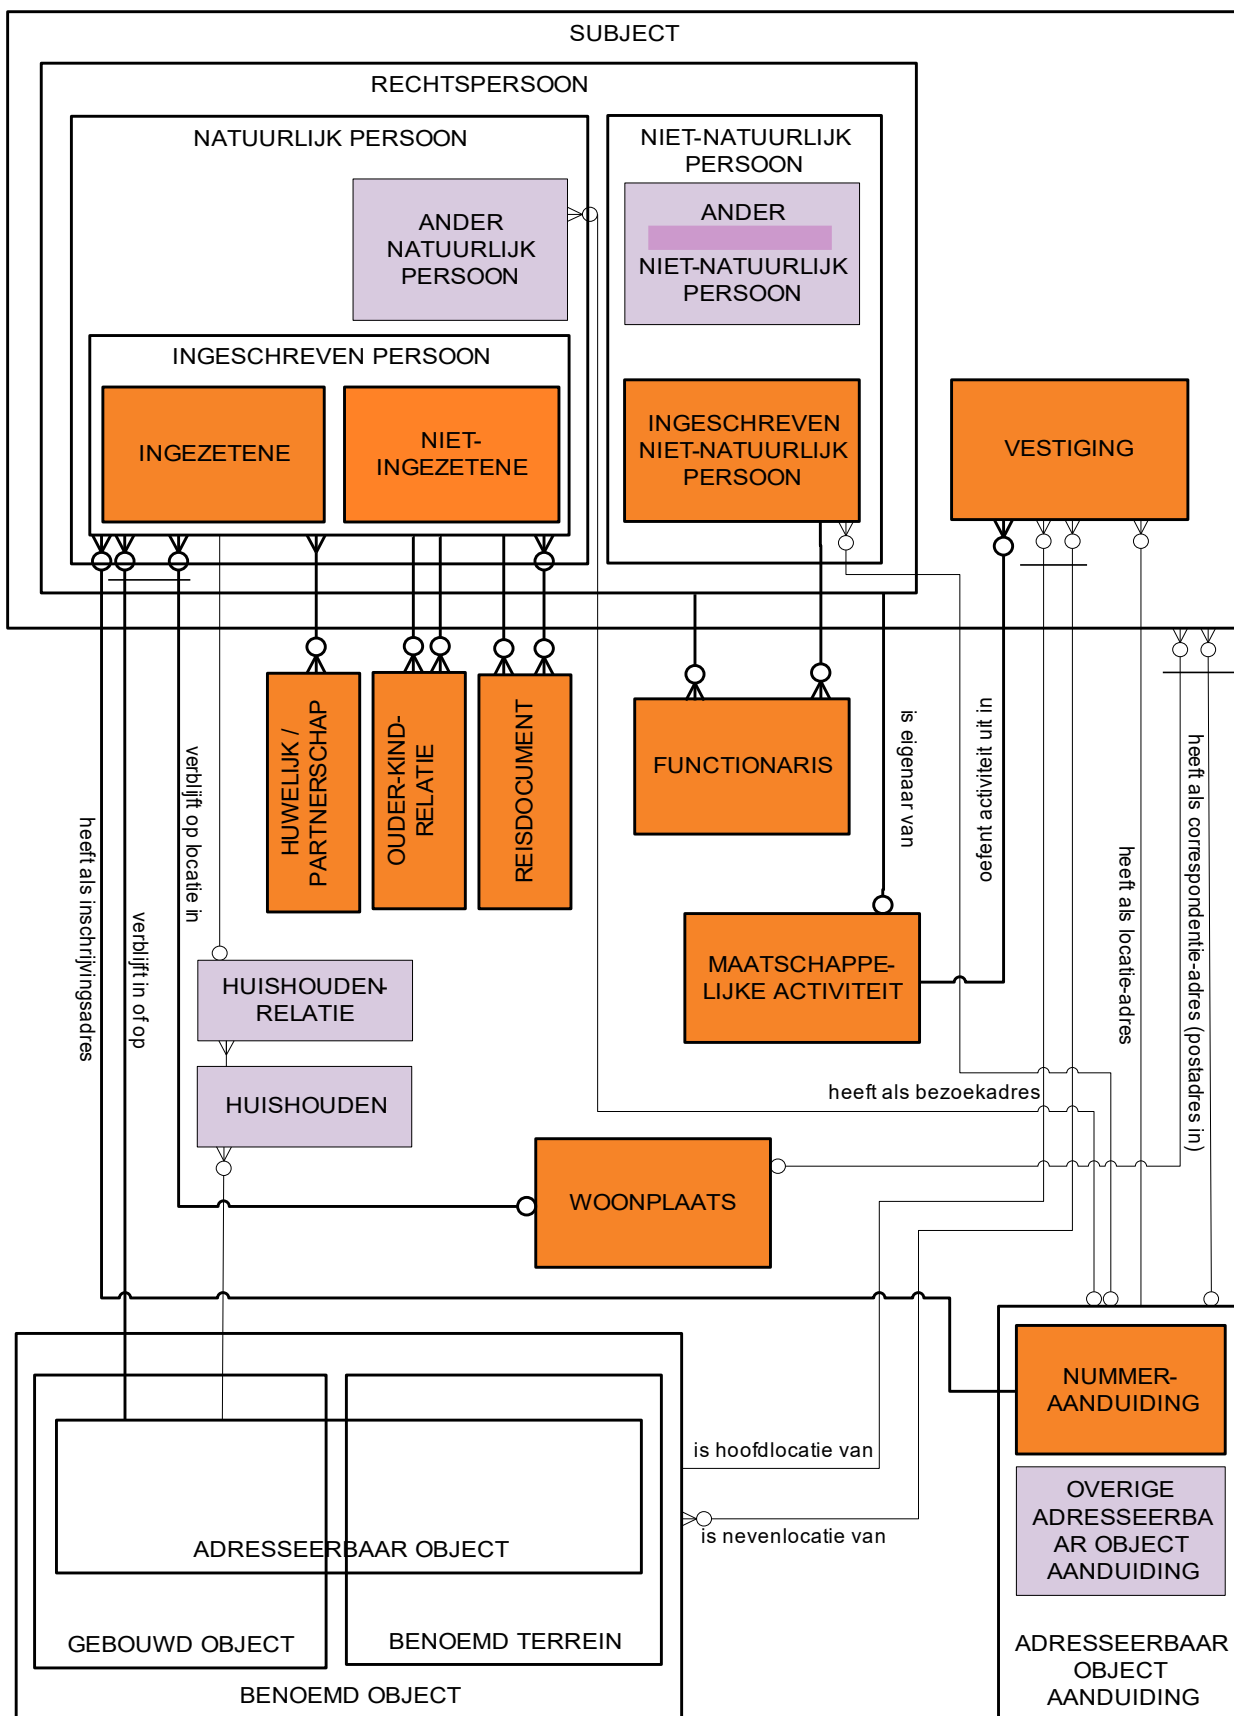 SUBJECT
RECHTSPERSOON
NATUURLIJK PERSOON
NIET-NATUURLIJK
PERSOON
ANDER
NATUURLIJK
PERSOON
ANDER
NIET-NATUURLIJK
PERSOON
INGESCHREVEN PERSOON
INGEZETENE
NIET-
INGEZETENE
INGESCHREVEN
NIET-NATUURLIJK
PERSOON
VESTIGING
HUWELIJK /
PARTNERSCHAP
OUDER-KIND-
RELATIE
REISDOCUMENT
FUNCTIONARIS
is eigenaar van
oefent activiteit uit in
heeft als locatie-adres
heeft als correspondentie-adres (postadres in)
heeft als inschrijvingsadres
verblijft in of op
verblijft op locatie in
MAATSCHAPPE-
LIJKE ACTIVITEIT
HUISHOUDEN-
RELATIE
HUISHOUDEN
heeft als bezoekadres
WOONPLAATS
NUMMER-
AANDUIDING
is hoofdlocatie van
is nevenlocatie van
OVERIGE
ADRESSEERBA
AR OBJECT
AANDUIDING
ADRESSEERBAAR OBJECT
GEBOUWD OBJECT
BENOEMD TERREIN
BENOEMD OBJECT
ADRESSEERBAAR
OBJECT
AANDUIDING